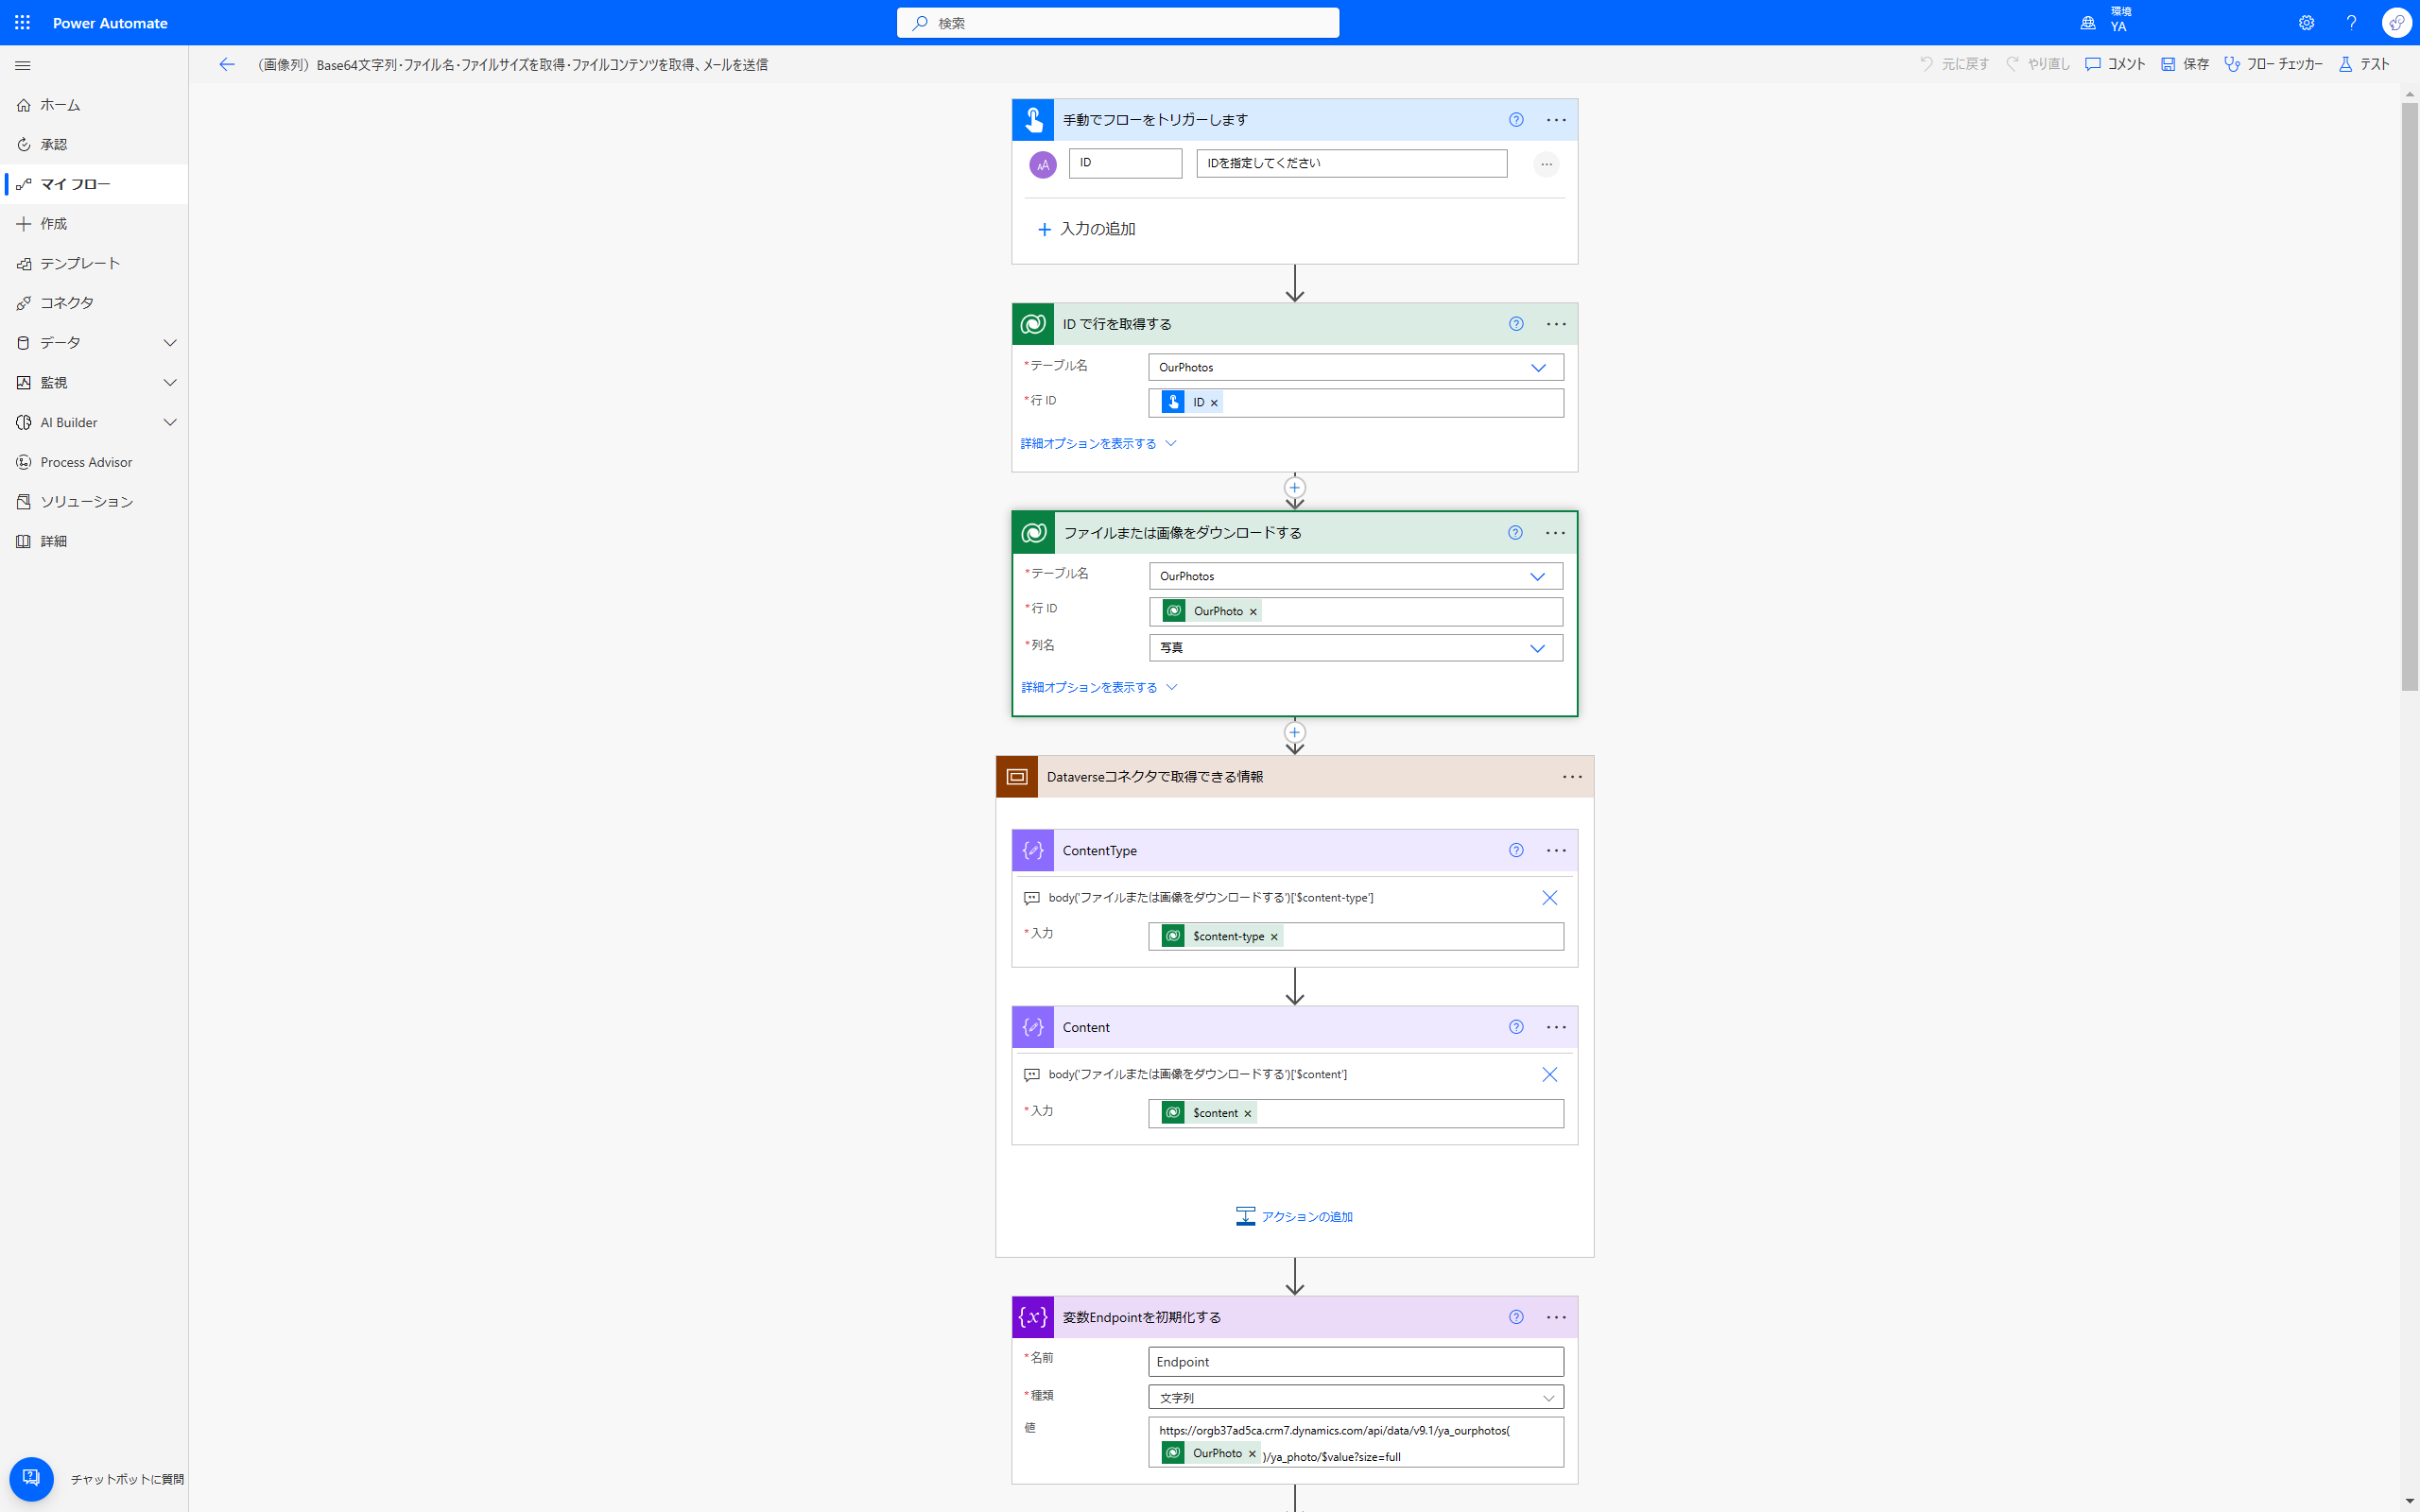 Power Automate
検索
環境
YA
（画像列）Base64文字列・ファイル名・ファイルサイズを取得・ファイルコンテンツを取得、メールを送信
元に戻す
やり直し
コメント
保存
フロー チェッカー
テスト
ホーム
承認
マイ フロー
作成
テンプレート
コネクタ
データ
監視
AI Builder
Process Advisor
ソリューション
詳細
チャットボットに質問
手動でフローをトリガーします
AA
ID
IDを指定してください
入力の追加
ID で行を取得する
*テーブル名
OurPhotos
*行 ID
ID
詳細オプションを表示する
ファイルまたは画像をダウンロードする
*テーブル名
OurPhotos
*行 ID
OurPhoto
*列名
写真
詳細オプションを表示する
Dataverseコネクタで取得できる情報
ContentType
body('ファイルまたは画像をダウンロードする')['$content-type']
*入力
$content-type
Content
body('ファイルまたは画像をダウンロードする')['$content']
*入力
$content
アクションの追加
変数Endpointを初期化する
*名前
Endpoint
*種類
文字列
値
https://orgb37ad5ca.crm7.dynamics.com/api/data/v9.1/ya_ourphotos(
OurPhoto )/ya_photo/$value?size=full